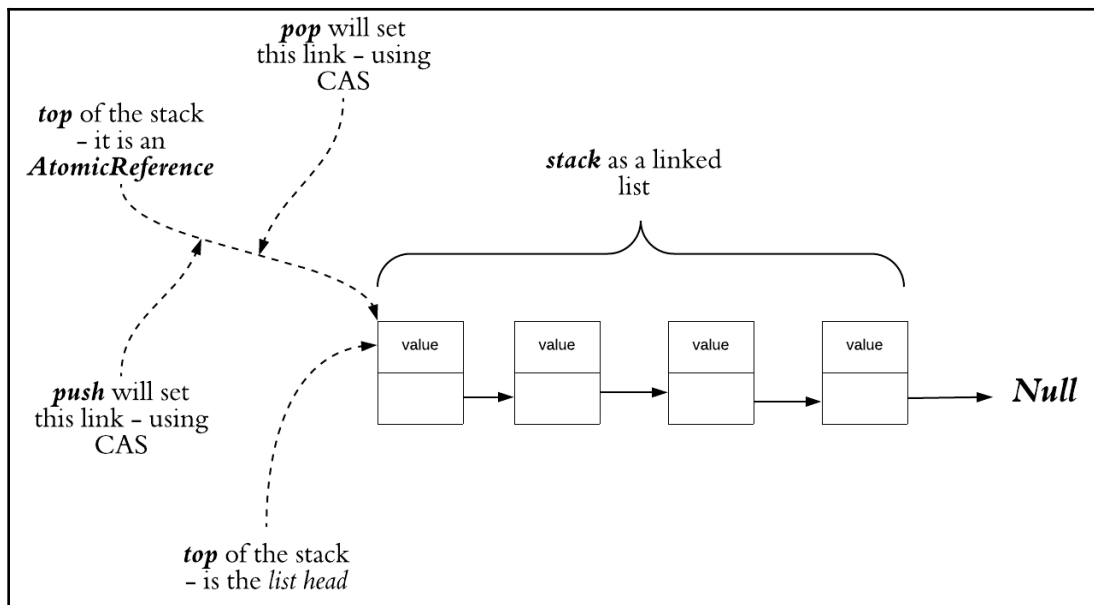 pop will set
this link - using
CAS
top of the stack
- it is an
AtomicReference
stack as a linked
list
value
value
value
value
Null
push will set
this link - using
CAS
top of the stack
- is the list head